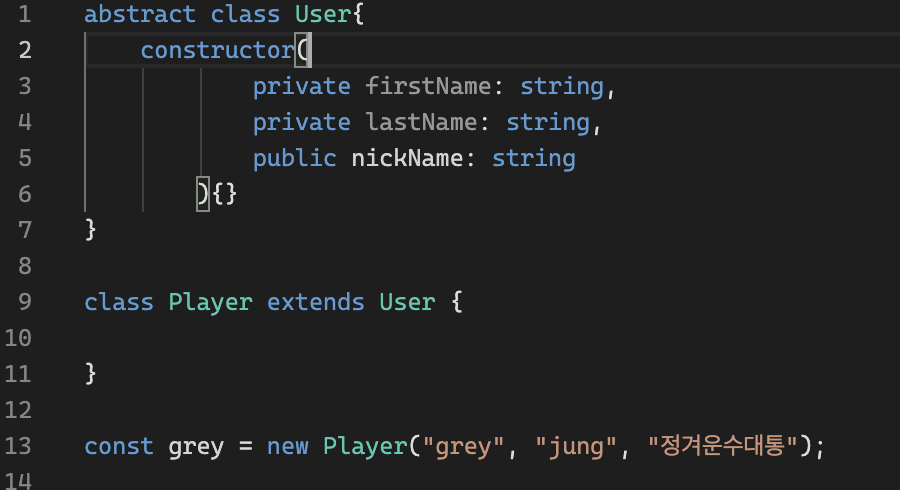 1 abstract class User{
2 constructor(
3 private firstName: string,
4 private lastName: string,
5 public nickName: string
6 ){}
7 }
8
9 class Player extends User {
10
11 }
12
13 const grey = new Player("grey", "jung", "정겨운수대통");
14